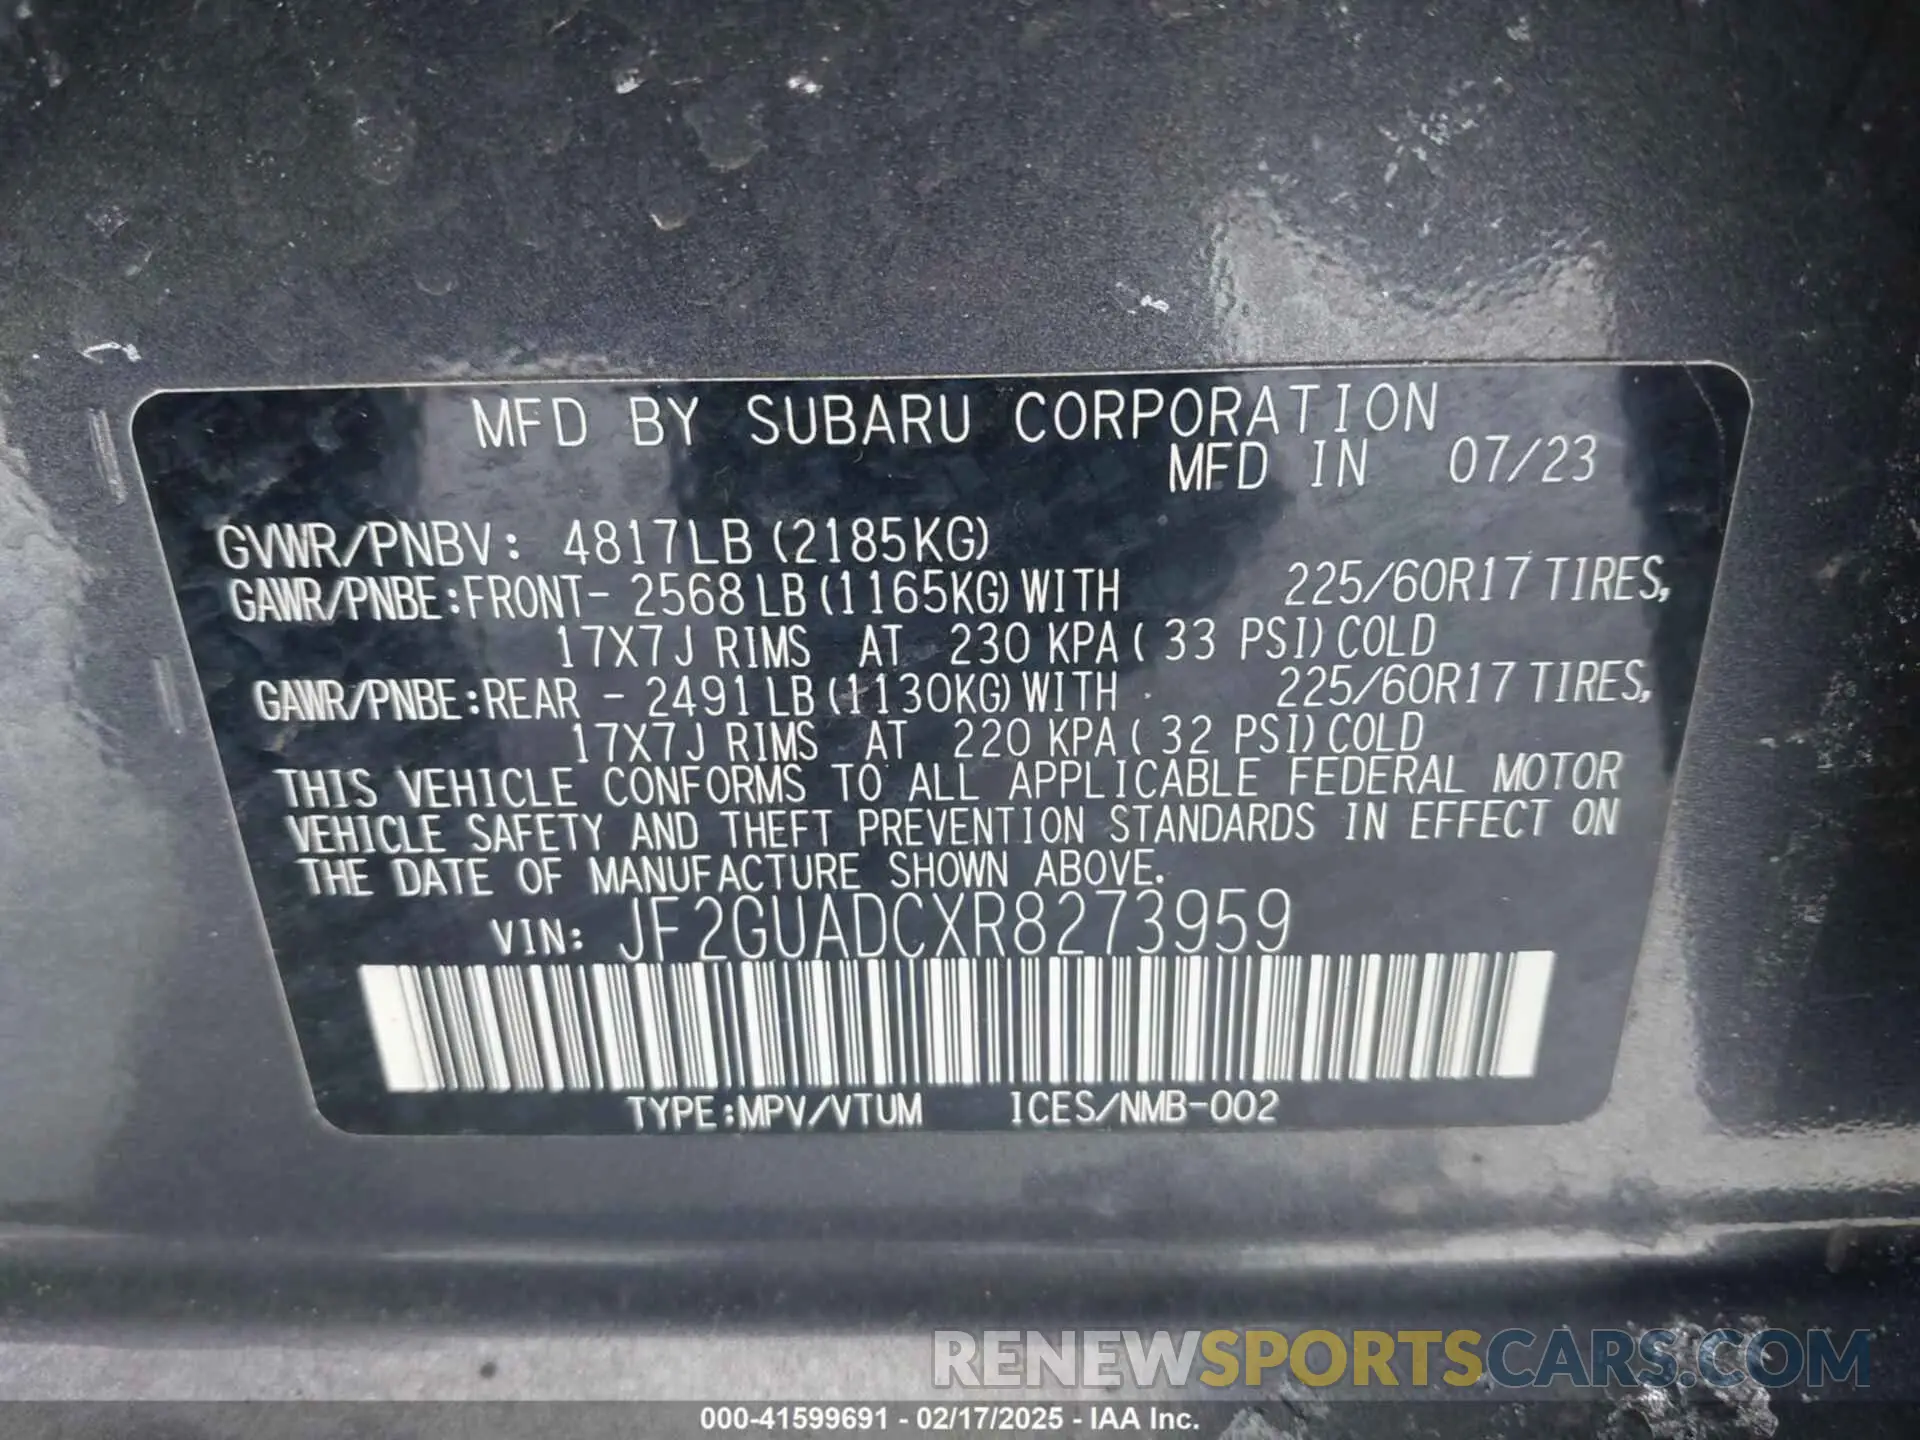 MFD BY SUBARU CORPORATION
MFD IN 07/23
GVWR/PNBV: 4817LB (2185KG)
GAWR/PNBE:FRONT- 2568LB (1165KG) WITH 225/60R17 TIRES,
17X7J RIMS AT 230 KPA ( 33 PSI) COLD
GAWR/PNBE:REAR - 2491LB (1130KG) WITH 225/60R17 TIRES,
17X7J RIMS AT 220 KPA ( 32 PSI) COLD
THIS VEHICLE CONFORMS TO ALL APPLICABLE FEDERAL MOTOR
VEHICLE SAFETY AND THEFT PREVENTION STANDARDS IN EFFECT ON
THE DATE OF MANUFACTURE SHOWN ABOVE.
VIN: JF2GUADCXR8273959
TYPE:MPV/VTUM ICES/NMB-002
RENEWSPORTSCARS.COM
000-41599691 - 02/17/2025 - IAA Inc.